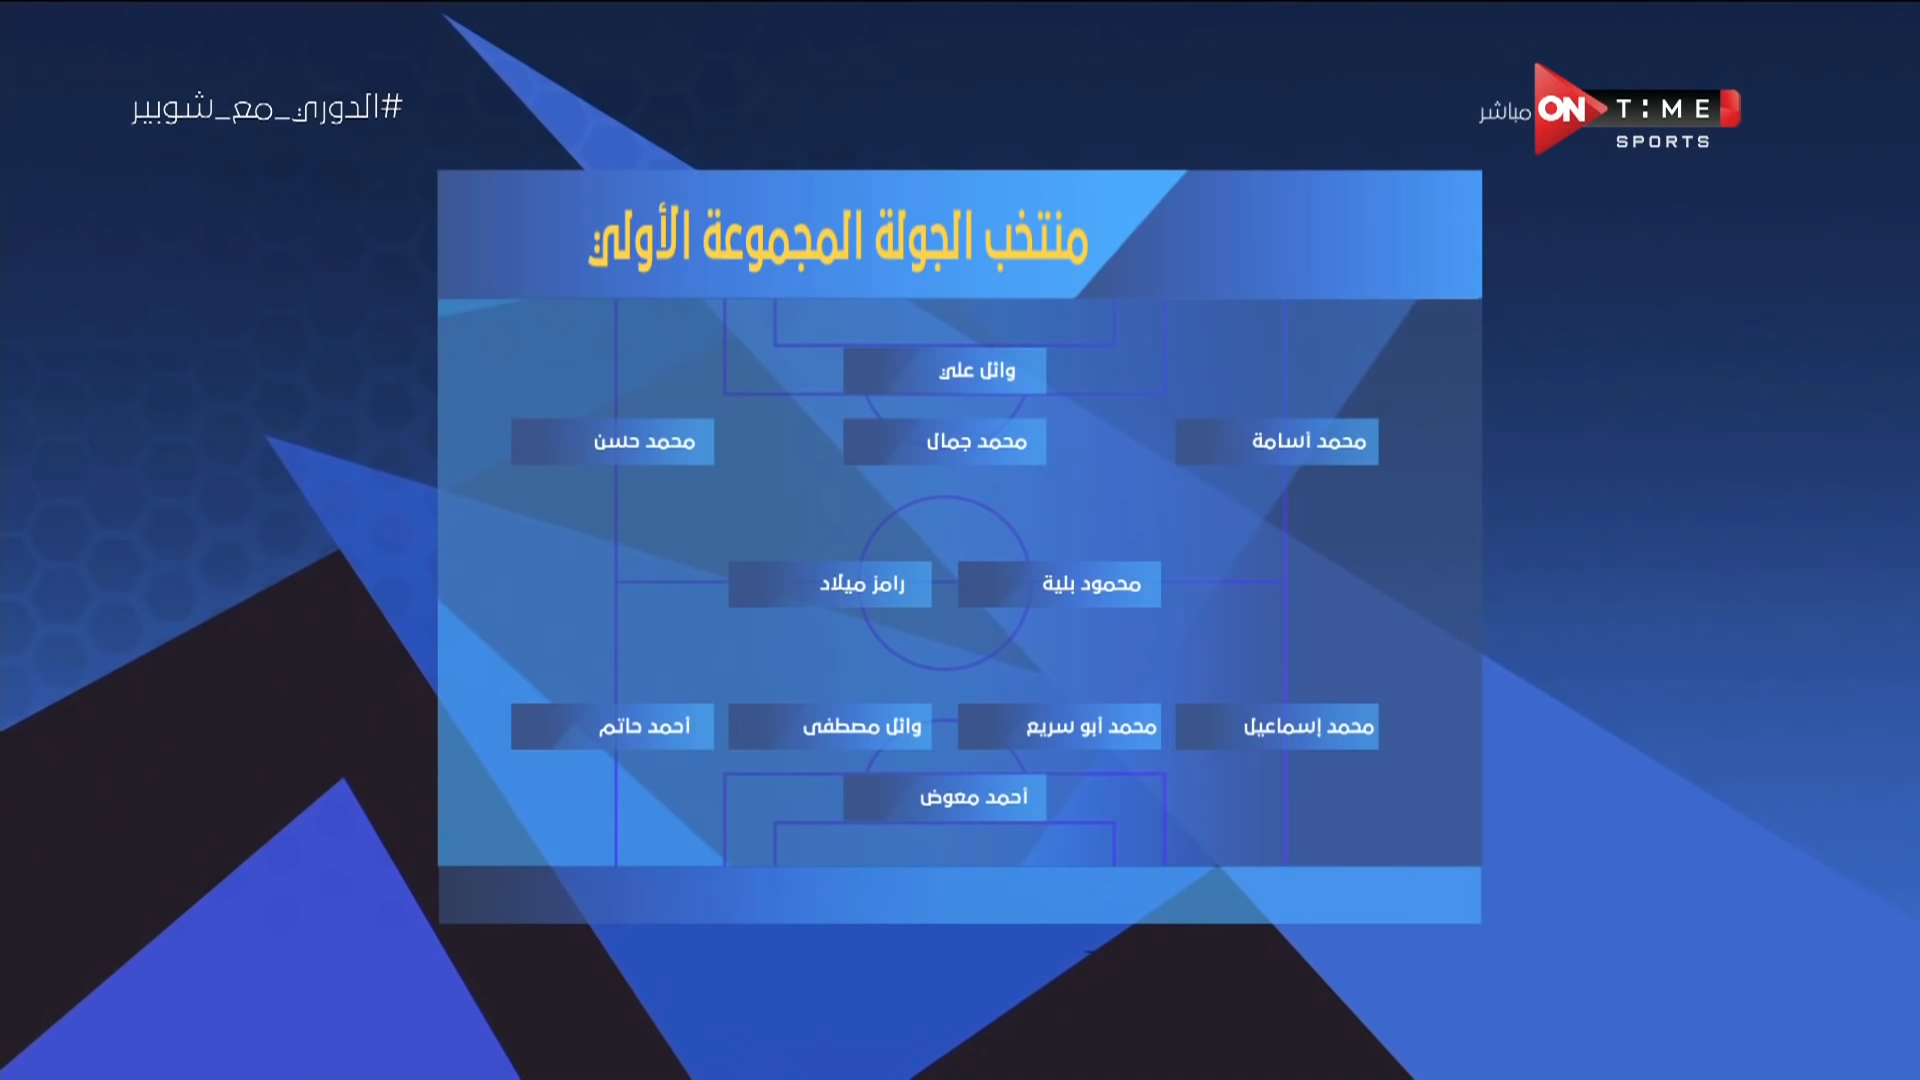 #الدوري_مع_شوبير
مباشر ON TIME
SPORTS
منتخب الجولة المجموعة الأولي
وائل علي
محمد أسامة
محمد جمال
محمد حسن
محمود بلية
رامز ميلاد
محمد إسماعيل
محمد أبو سريع
وائل مصطفى
أحمد حاتم
أحمد معوض